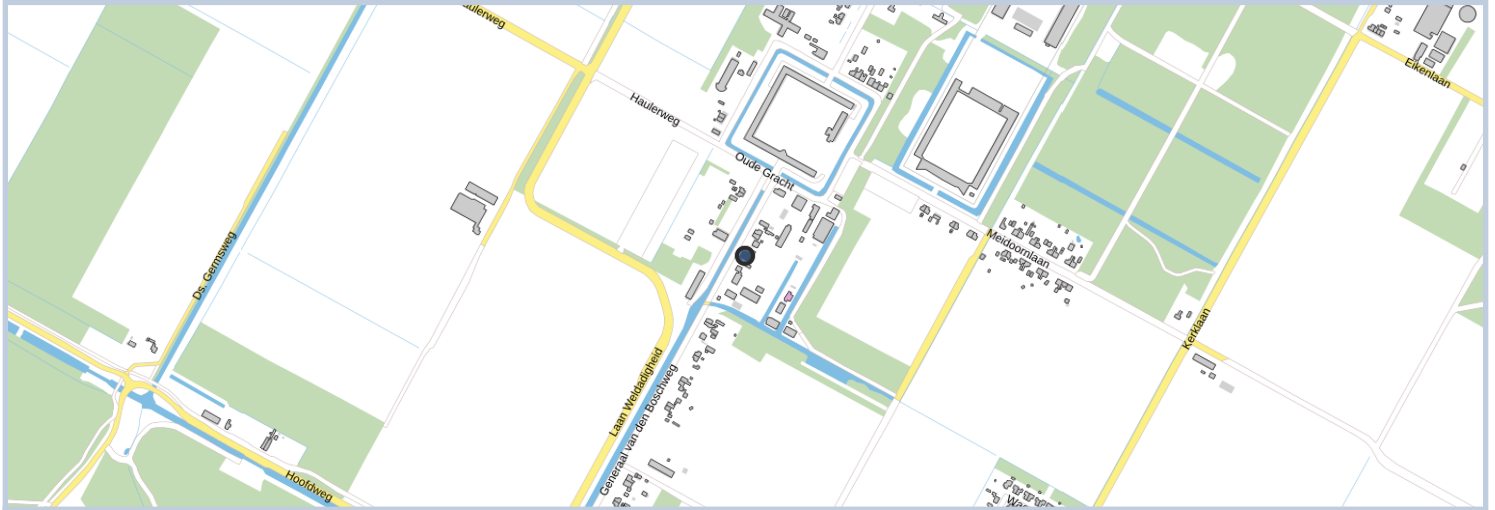 Haulerweg
Eikenlaan
Haulerweg
Oude Gracht
Meidoornlaan
Ds. Germsweg
Kerklaan
Laan Weldadigheid
Generaal van den Boschweg
Hoofdweg